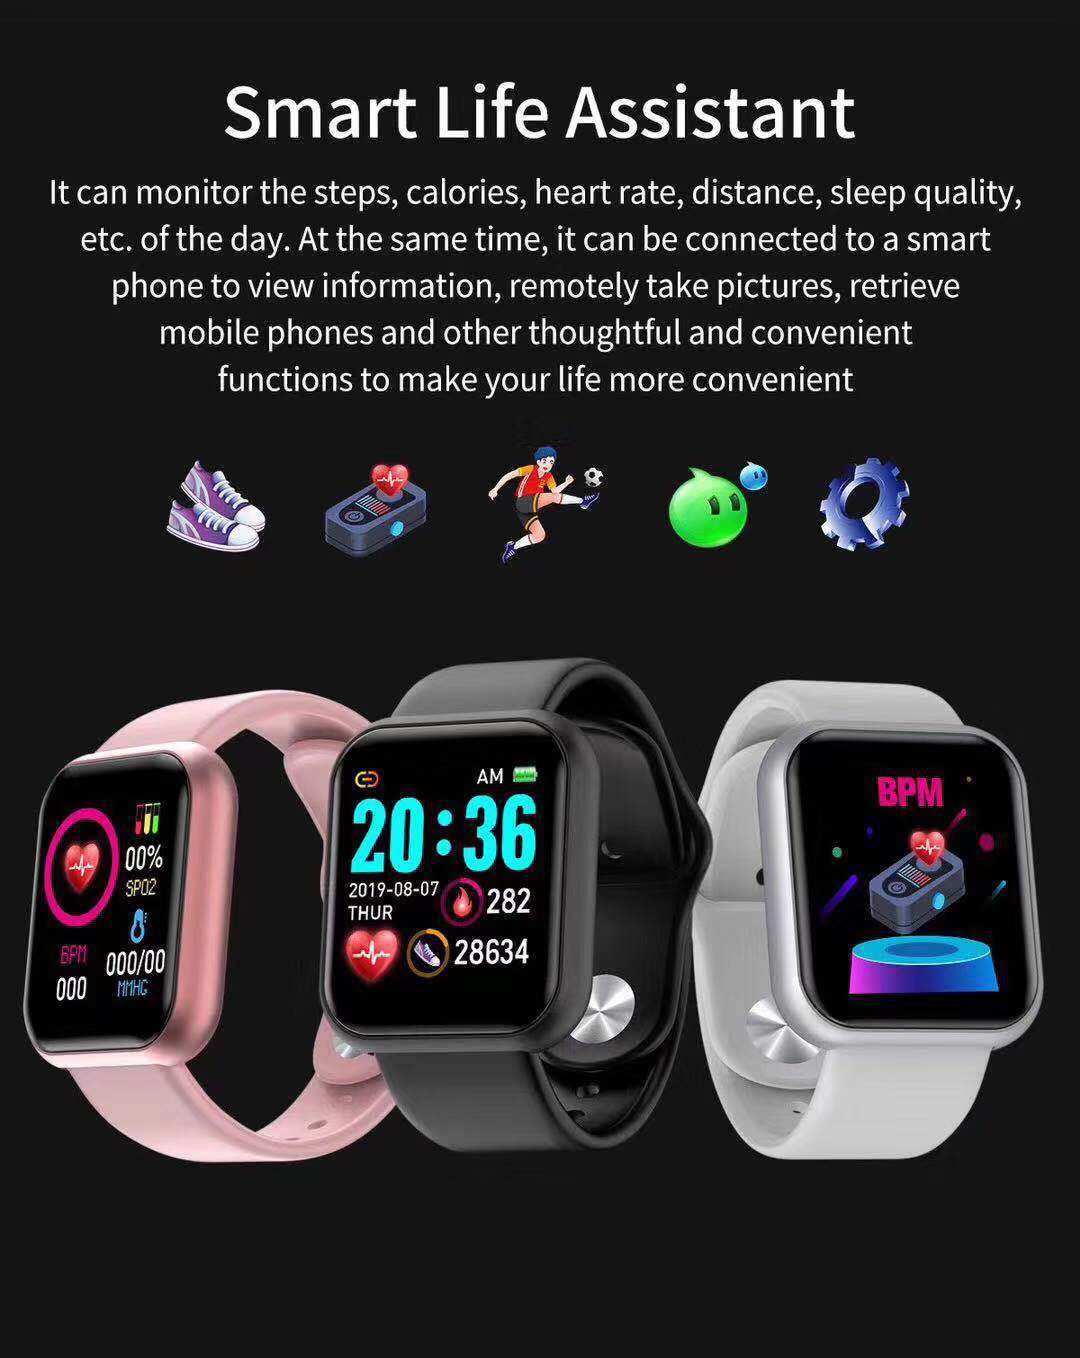 Smart Life Assistant
It can monitor the steps, calories, heart rate, distance, sleep quality,
etc. of the day. At the same time, it can be connected to a smart
phone to view information, remotely take pictures, retrieve
mobile phones and other thoughtful and convenient
functions to make your life more convenient
00%
SPO2
BPM
000
000/00
MMHG
AM
20:36
2019-08-07
THUR
282
28634
BPM